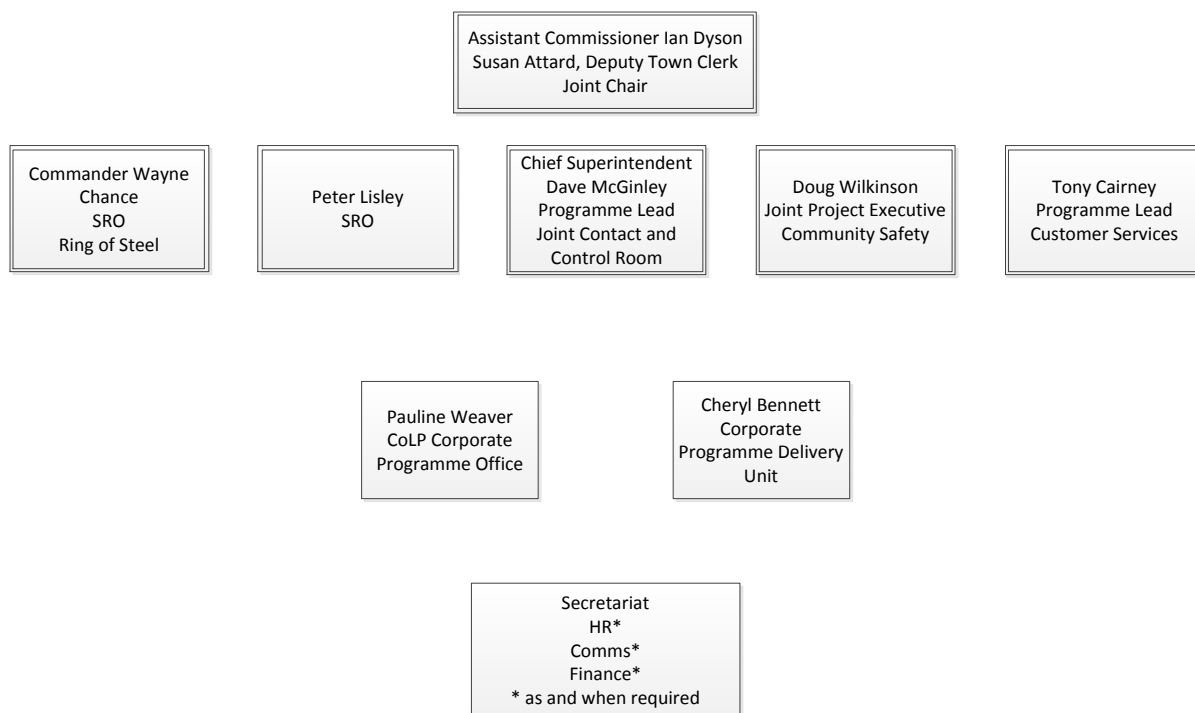 Assistant Commissioner Ian Dyson
Susan Attard, Deputy Town Clerk
Joint Chair
Commander Wayne
Chance
SRO
Ring of Steel
Peter Lisley
SRO
Chief Superintendent
Dave McGinley
Programme Lead
Joint Contact and
Control Room
Doug Wilkinson
Joint Project Executive
Community Safety
Tony Cairney
Programme Lead
Customer Services
Pauline Weaver
CoLP Corporate
Programme Office
Cheryl Bennett
Corporate
Programme Delivery
Unit
Secretariat
HR*
Comms*
Finance*
* as and when required